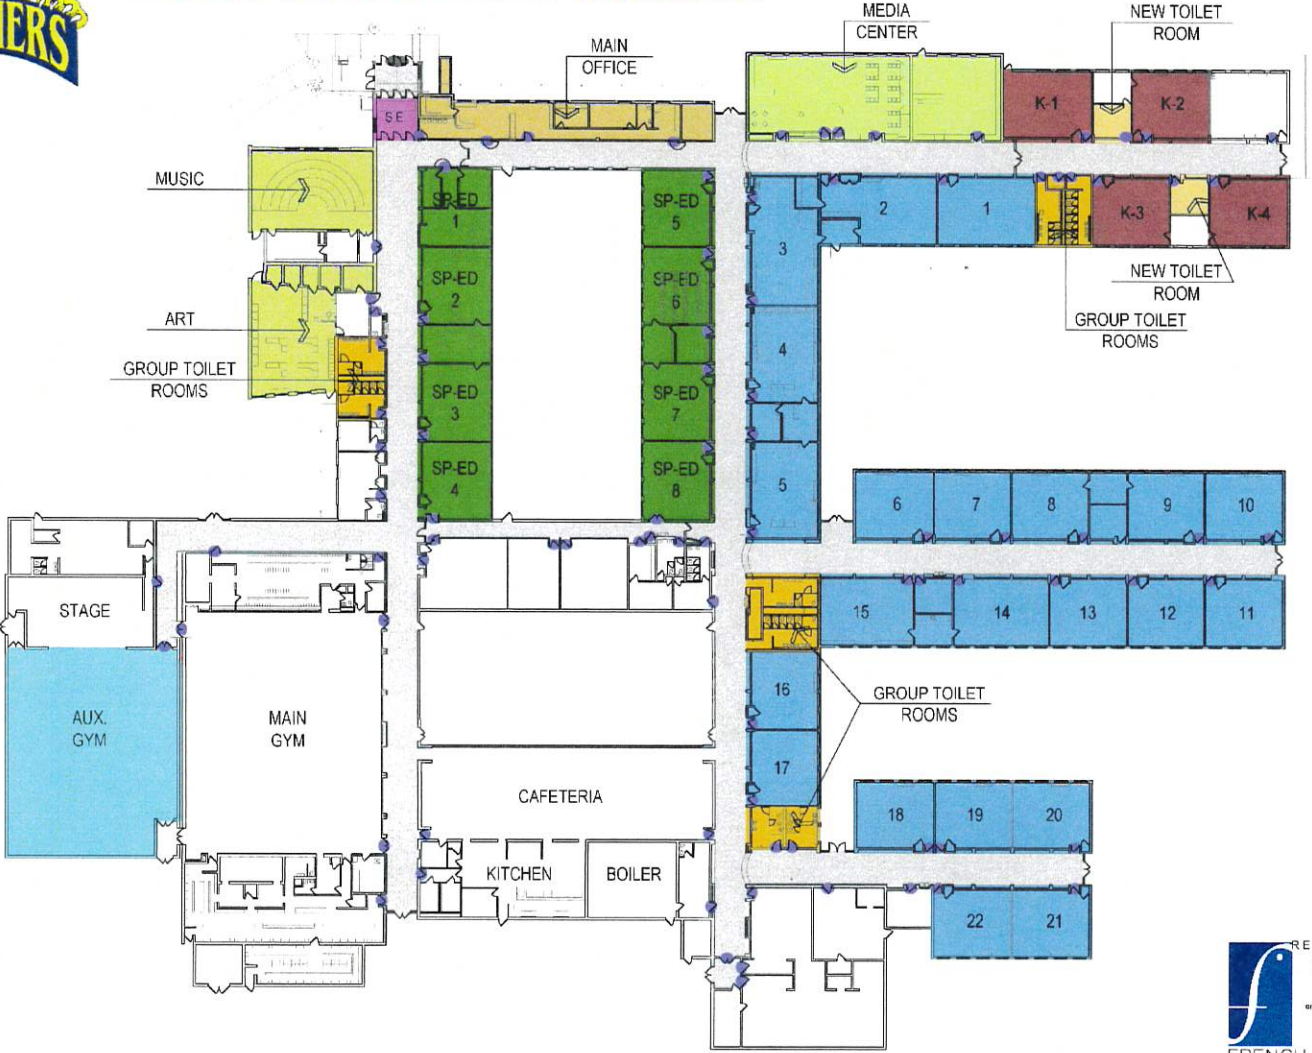 MEDIA
CENTER
NEW TOILET
ROOM
MAIN
OFFICE
SE
K-1
K-2
MUSIC
SP-ED
1
SP-ED
5
3
2
1
K-3
K-4
SP-ED
2
SP-ED
6
NEW TOILET
ROOM
ART
GROUP TOILET
ROOMS
4
GROUP TOILET
ROOMS
SP-ED
3
SP-ED
7
SP-ED
4
SP-ED
8
5
6
7
8
9
10
STAGE
15
14
13
12
11
AUX.
GYM
MAIN
GYM
16
GROUP TOILET
ROOMS
17
CAFETERIA
18
19
20
KITCHEN
BOILER
22
21